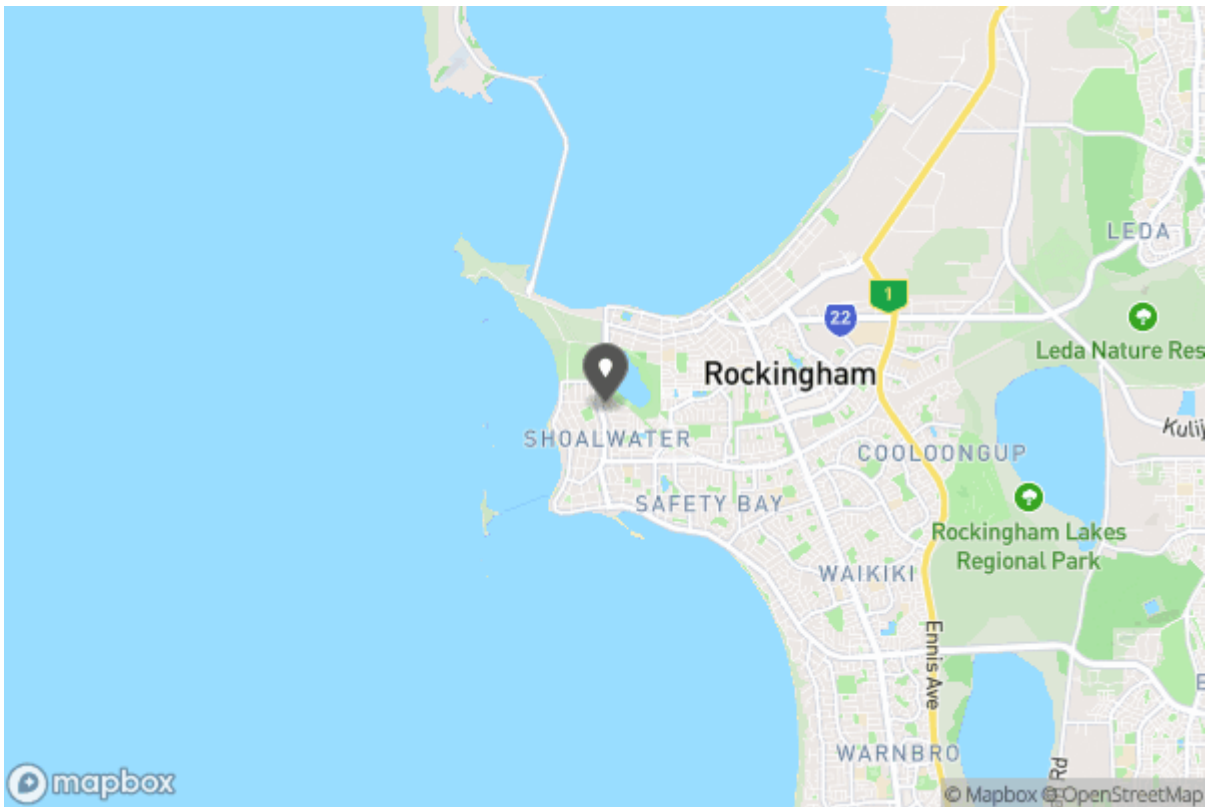 LEDA
1
22
Leda Nature Res
Rockingham
Kulij
SHOALWATER
COOLOONGUP
SAFETY BAY
Rockingham Lakes
Regional Park
WAIKIKI
Ennis Ave
E
WARNBRO
Rd
mapbox
© Mapbox © OpenStreetMap